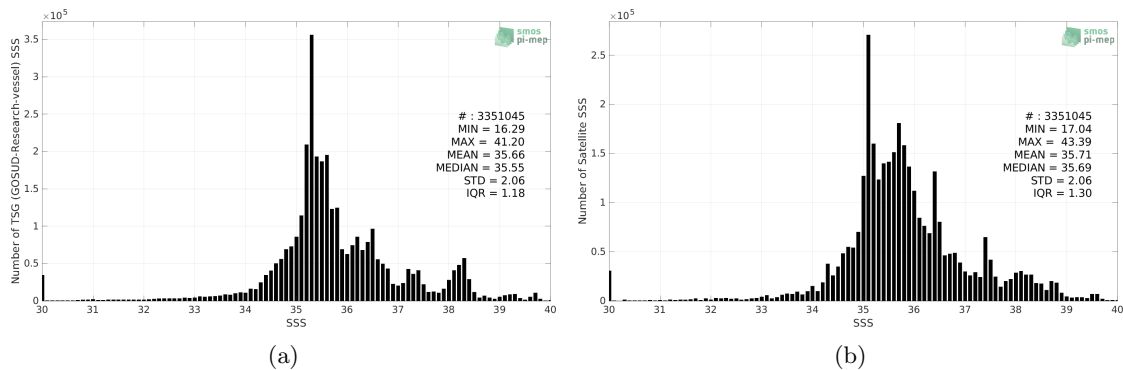 ×10^5
Number of TSG (GOSUD-Research-vessel) SSS
3.5
3
2.5
2
1.5
1
0.5
0
30 31 32 33 34 35 36 37 38 39 40
SSS
smos
pi-mep
# : 3351045
MIN = 16.29
MAX = 41.20
MEAN = 35.66
MEDIAN = 35.55
STD = 2.06
IQR = 1.18
(a)
×10^5
Number of Satellite SSS
2.5
2
1.5
1
0.5
0
30 31 32 33 34 35 36 37 38 39 40
SSS
smos
pi-mep
# : 3351045
MIN = 17.04
MAX = 43.39
MEAN = 35.71
MEDIAN = 35.69
STD = 2.06
IQR = 1.30
(b)